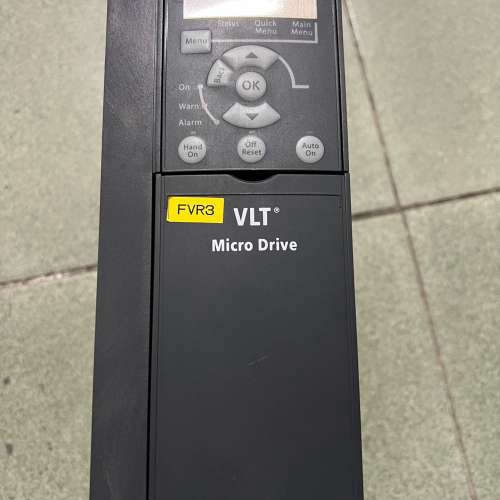 Status Quick Menu Main Menu
Menu
Back
OK
On
Warn.
Alarm
Hand On
Off Reset
Auto On
FVR3
VLT®
Micro Drive